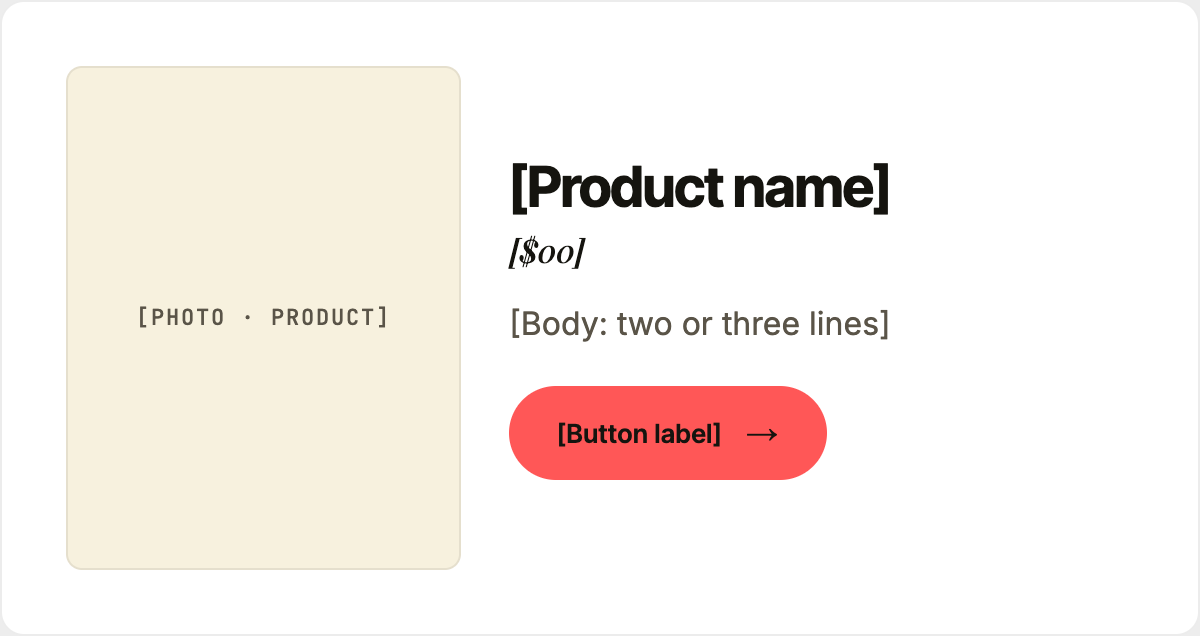 [PHOTO · PRODUCT]
[Product name]
[$00]
[Body: two or three lines]
[Button label] →